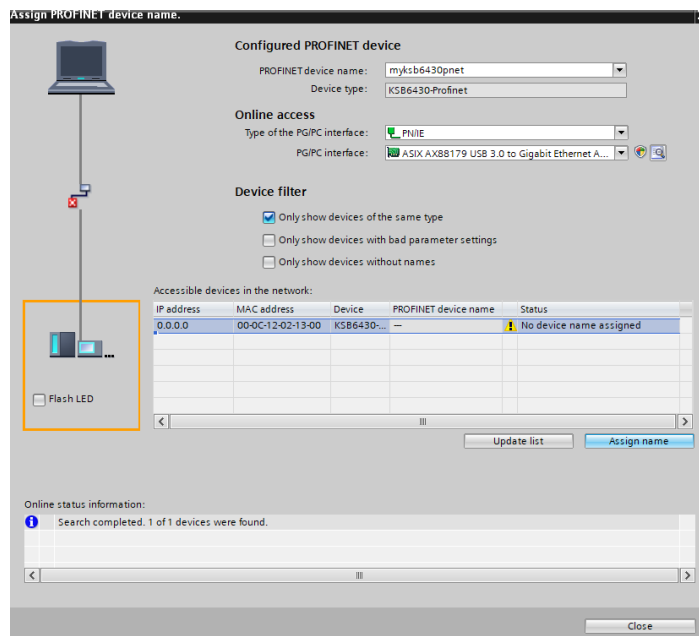 Assign PROFINET device name.
Configured PROFINET device
PROFINET device name: myksb6430pnet
Device type: KSB6430-Profinet
Online access
Type of the PG/PC interface: PN/IE
PG/PC interface: ASIX AX88179 USB 3.0 to Gigabit Ethernet A...
Device filter
Only show devices of the same type
Only show devices with bad parameter settings
Only show devices without names
Accessible devices in the network:
IP address MAC address Device PROFINET device name Status
0.0.0.0 00-0C-12-02-13-00 KSB6430-... — No device name assigned
...
Flash LED
Update list Assign name
Online status information:
Search completed. 1 of 1 devices were found.
Close